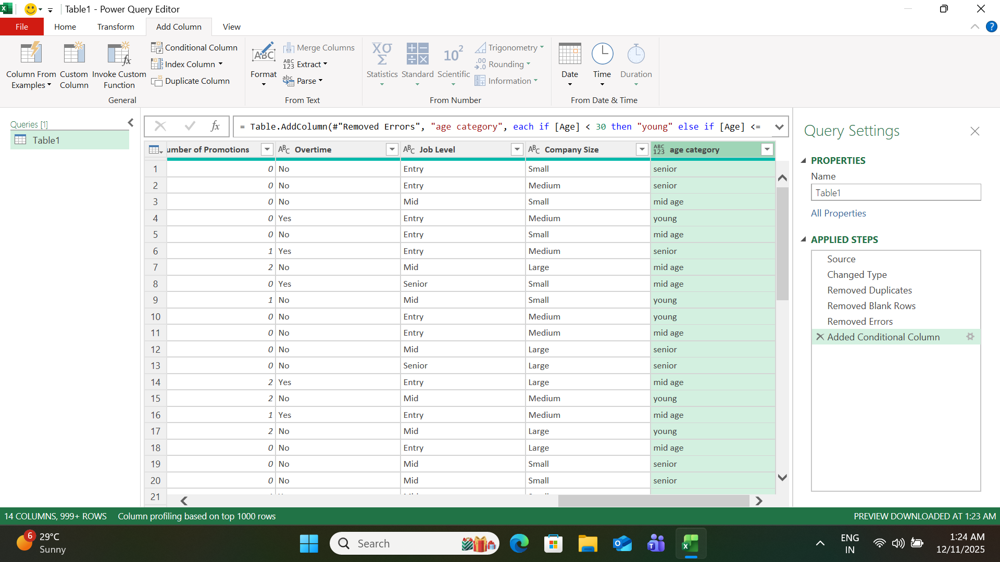 Table1 - Power Query Editor
File Home Transform Add Column View
Column From Examples
Custom Column
Invoke Custom Function
Conditional Column
Index Column
Duplicate Column
General
Format
Merge Columns
Extract
Parse
From Text
Statistics
Standard
Scientific
Trigonometry
Rounding
Information
From Number
Date
Time
Duration
From Date & Time
Queries [1]
Table1
= Table.AddColumn(#"Removed Errors", "age category", each if [Age] < 30 then "young" else if [Age] <=
umber of Promotions Overtime Job Level Company Size age category
1 0 No Entry Small senior
2 0 No Entry Medium senior
3 0 No Mid Small mid age
4 0 Yes Entry Medium young
5 0 No Entry Small mid age
6 1 Yes Entry Medium senior
7 2 No Mid Large mid age
8 0 Yes Senior Small mid age
9 1 No Mid Small young
10 0 No Entry Medium young
11 0 No Entry Medium mid age
12 0 No Mid Large senior
13 0 No Senior Large senior
14 2 Yes Entry Large mid age
15 2 No Mid Medium young
16 1 Yes Entry Medium mid age
17 2 No Mid Large young
18 0 No Entry Large mid age
19 0 No Mid Small senior
20 0 No Mid Small senior
21
Query Settings
PROPERTIES
Name
Table1
All Properties
APPLIED STEPS
Source
Changed Type
Removed Duplicates
Removed Blank Rows
Removed Errors
Added Conditional Column
14 COLUMNS, 999+ ROWS Column profiling based on top 1000 rows PREVIEW DOWNLOADED AT 1:23 AM
6
29°C
Sunny
Search
ENG
IN
1:24 AM
12/11/2025